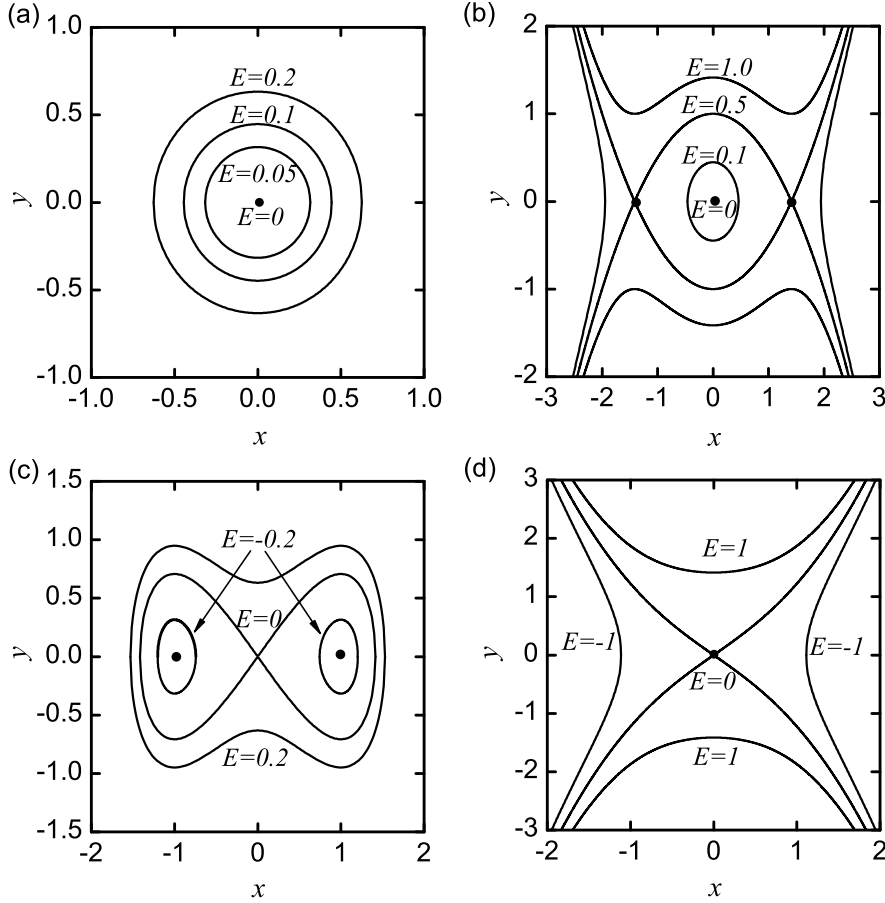 (a)
1.0
0.5
0.0
-0.5
-1.0
y
E=0.2
E=0.1
E=0.05
E=0
-1.0 -0.5 0.0 0.5 1.0
x
(b)
2
1
0
-1
-2
y
E=1.0
E=0.5
E=0.1
E=0
-3 -2 -1 0 1 2 3
x
(c)
1.5
1.0
0.5
0.0
-0.5
-1.0
-1.5
y
E=-0.2
E=0
E=0.2
-2 -1 0 1 2
x
(d)
3
2
1
0
-1
-2
-3
y
E=1
E=-1 E=-1
E=0
E=1
-2 -1 0 1 2
x